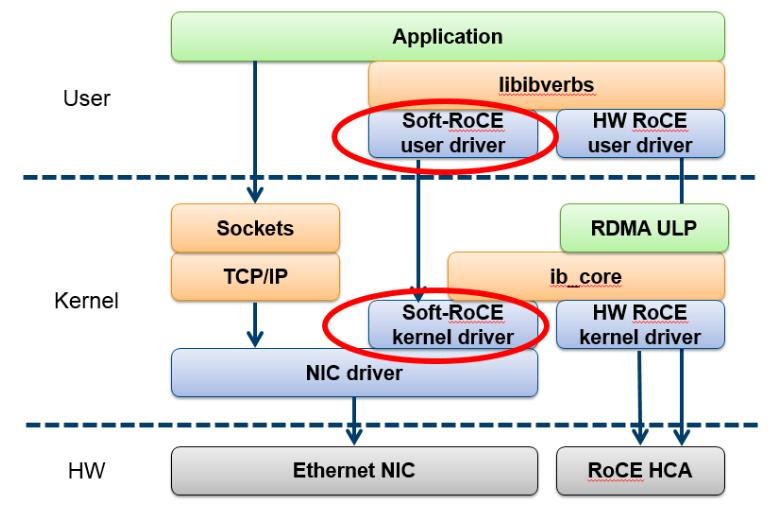 Application
User
libibverbs
Soft-RoCE
user driver
HW RoCE
user driver
Sockets
RDMA ULP
TCP/IP
ib_core
Kernel
Soft-RoCE
kernel driver
HW RoCE
kernel driver
NIC driver
HW
Ethernet NIC
RoCE HCA